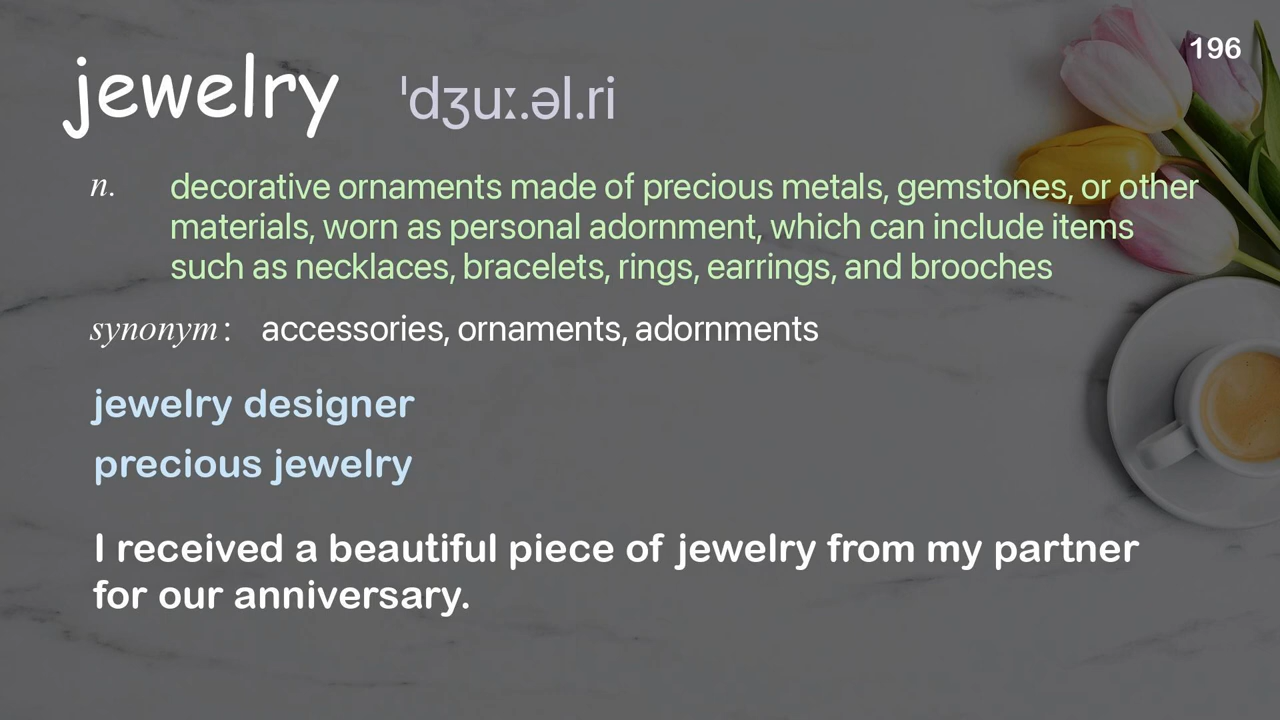 196
jewelry ˈdʒuː.əl.ri
n. decorative ornaments made of precious metals, gemstones, or other
materials, worn as personal adornment, which can include items
such as necklaces, bracelets, rings, earrings, and brooches
synonym: accessories, ornaments, adornments
jewelry designer
precious jewelry
I received a beautiful piece of jewelry from my partner
for our anniversary.